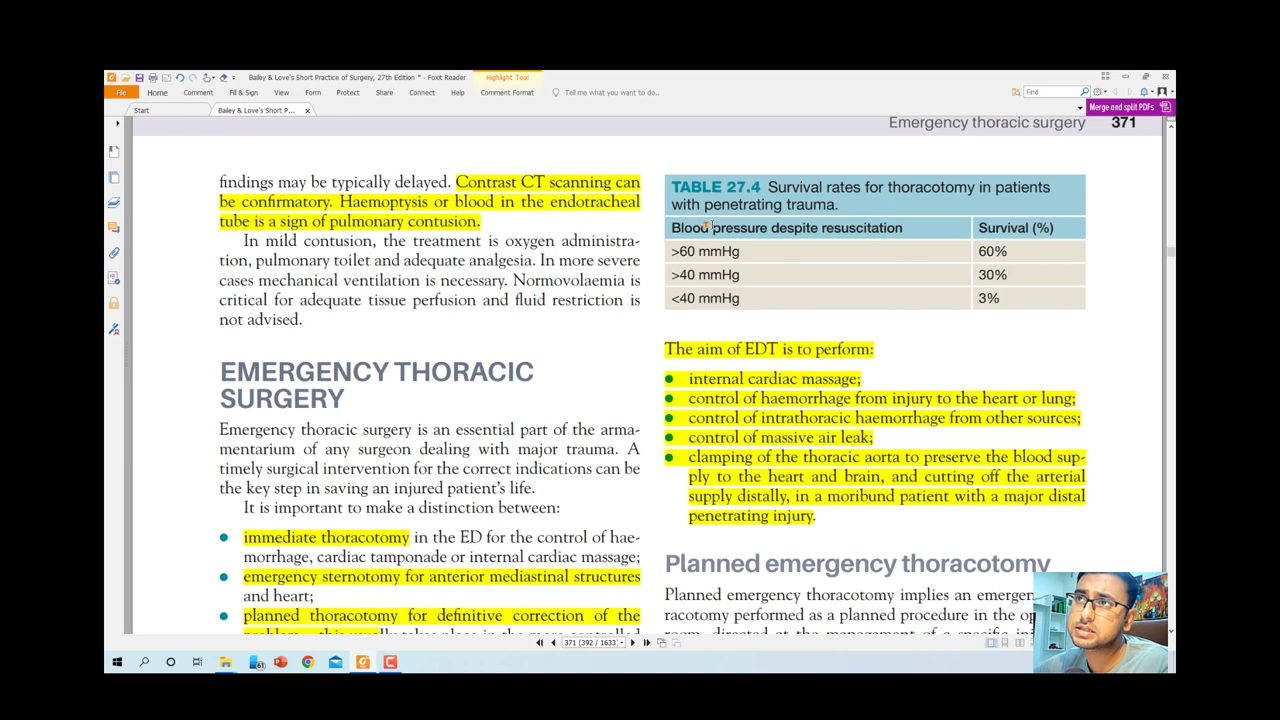 Bailey & Love's Short Practice of Surgery, 27th Edition * - Foxit Reader
Highlight Tool
File
Home
Comment
Fill & Sign
View
Form
Protect
Share
Connect
Help
Comment Format
Tell me what you want to do..
Find
Start
Bailey & Love's Short P...
Merge and split PDFs
Emergency thoracic surgery 371
findings may be typically delayed. Contrast CT scanning can
be confirmatory. Haemoptysis or blood in the endotracheal
tube is a sign of pulmonary contusion.
In mild contusion, the treatment is oxygen administra-
tion, pulmonary toilet and adequate analgesia. In more severe
cases mechanical ventilation is necessary. Normovolaemia is
critical for adequate tissue perfusion and fluid restriction is
not advised.
EMERGENCY THORACIC
SURGERY
Emergency thoracic surgery is an essential part of the arma-
mentarium of any surgeon dealing with major trauma. A
timely surgical intervention for the correct indications can be
the key step in saving an injured patient's life.
It is important to make a distinction between:
immediate thoracotomy in the ED for the control of hae-
morrhage, cardiac tamponade or internal cardiac massage;
emergency sternotomy for anterior mediastinal structures
and heart;
planned thoracotomy for definitive correction of the
TABLE 27.4 Survival rates for thoracotomy in patients
with penetrating trauma.
Blood pressure despite resuscitation Survival (%)
>60 mmHg 60%
>40 mmHg 30%
<40 mmHg 3%
The aim of EDT is to perform:
internal cardiac massage;
control of haemorrhage from injury to the heart or lung;
control of intrathoracic haemorrhage from other sources;
control of massive air leak;
clamping of the thoracic aorta to preserve the blood sup-
ply to the heart and brain, and cutting off the arterial
supply distally, in a moribund patient with a major distal
penetrating injury.
Planned emergency thoracotomy
Planned emergency thoracotomy implies an emergen
racotomy performed as a planned procedure in the op
371 (392 / 1633)